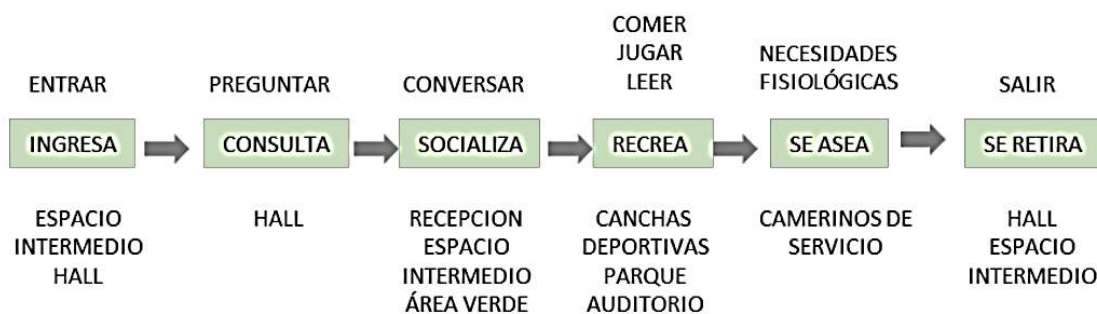 ENTRAR
INGRESA
ESPACIO
INTERMEDIO
HALL
PREGUNTAR
CONSULTA
HALL
CONVERSAR
SOCIALIZA
RECEPCION
ESPACIO
INTERMEDIO
ÁREA VERDE
COMER
JUGAR
LEER
RECREA
CANCHAS
DEPORTIVAS
PARQUE
AUDITORIO
NECESIDADES
FISIOLÓGICAS
SE ASEA
CAMERINOS DE
SERVICIO
SALIR
SE RETIRA
HALL
ESPACIO
INTERMEDIO